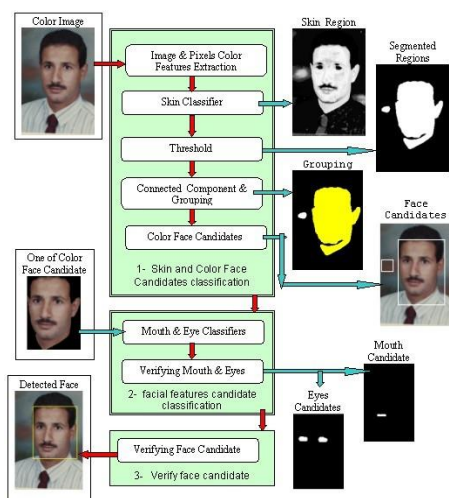 Color Image
Image & Pixels Color
Features Extraction
Skin Classifier
Threshold
Connected Component &
Grouping
Color Face Candidates
1- Skin and Color Face
Candidates classification
Skin Region
Segmented
Regions
Grouping
Face
Candidates
One of Color
Face Candidate
Mouth & Eye Classifiers
Verifying Mouth & Eyes
2- facial features candidate
classification
Mouth
Candidate
Eyes
Candidates
Detected Face
Verifying Face Candidate
3- Verify face candidate